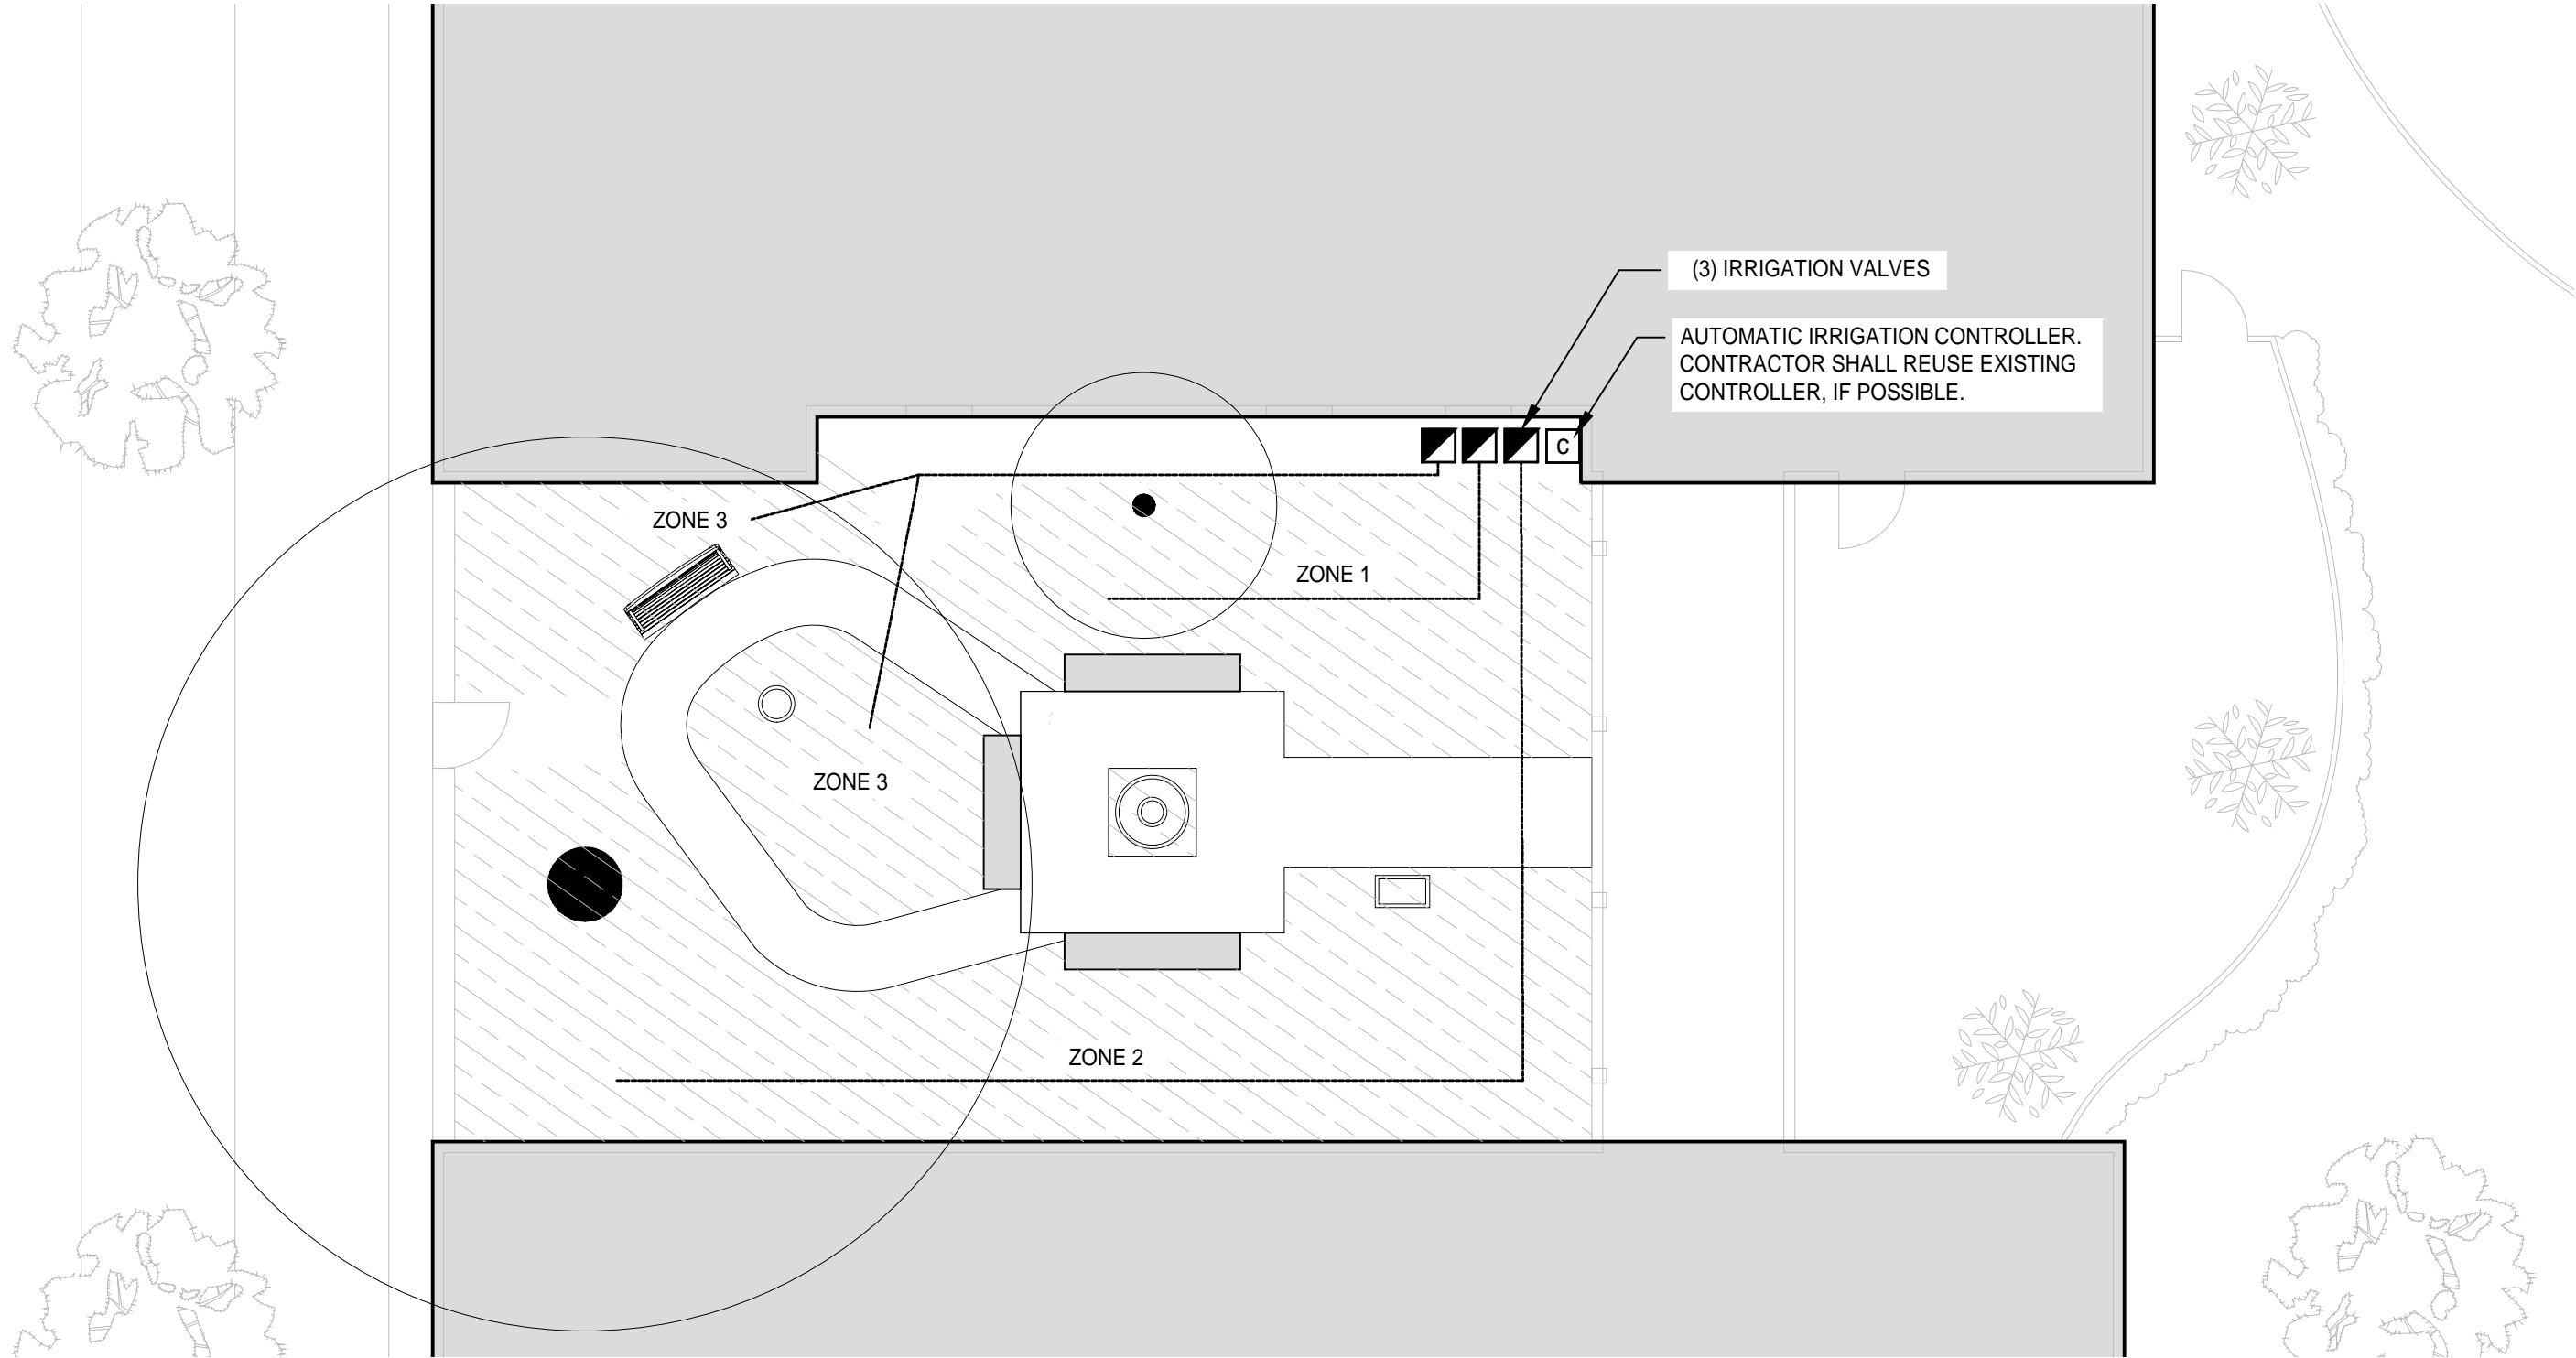 (3) IRRIGATION VALVES
AUTOMATIC IRRIGATION CONTROLLER.
CONTRACTOR SHALL REUSE EXISTING
CONTROLLER, IF POSSIBLE.
C
ZONE 3
ZONE 1
ZONE 3
ZONE 2